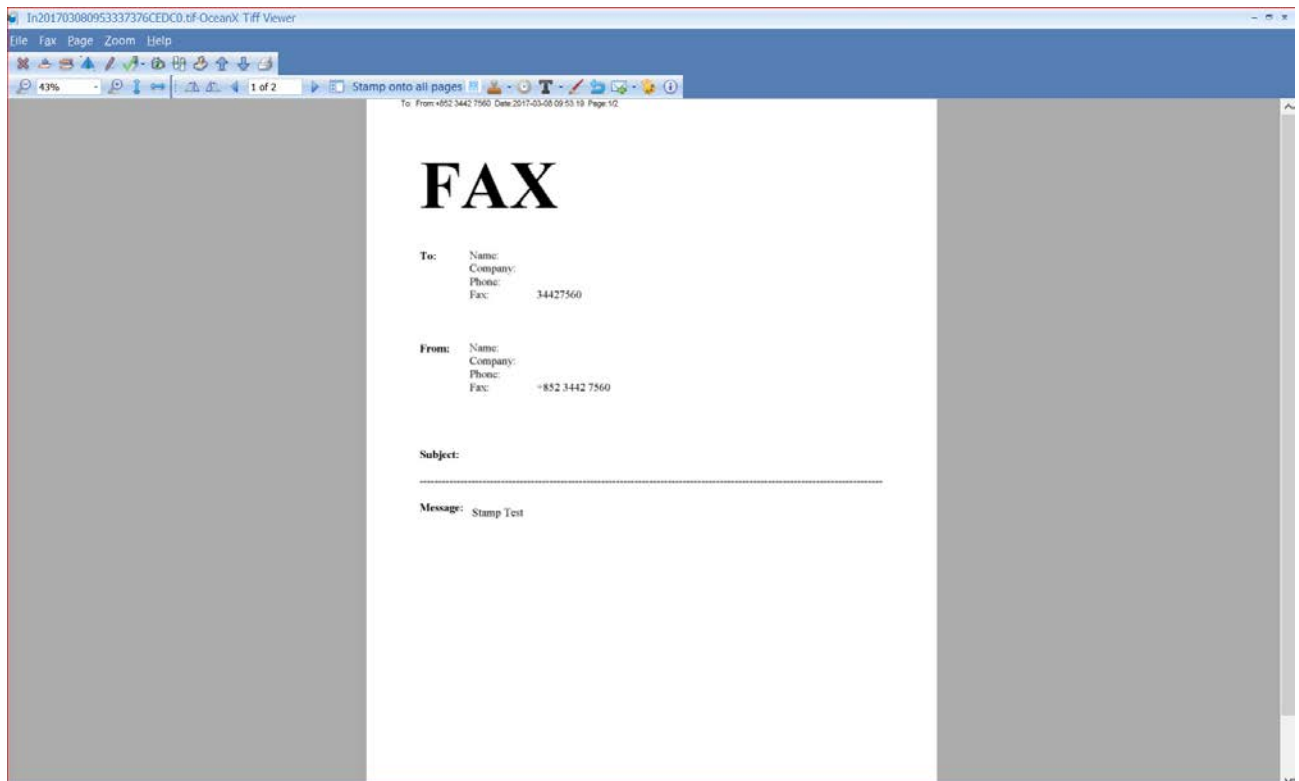 In201703080953337376CEDC0.tif-OceanX Tiff Viewer
File Fax Page Zoom Help
43% 1 of 2 Stamp onto all pages T
To: From:+852 3442 7560 Date:2017-03-08 09:53:19 Page:1/2
FAX
To: Name:
Company:
Phone:
Fax: 34427560
From: Name:
Company:
Phone:
Fax: +852 3442 7560
Subject:
Message: Stamp Test